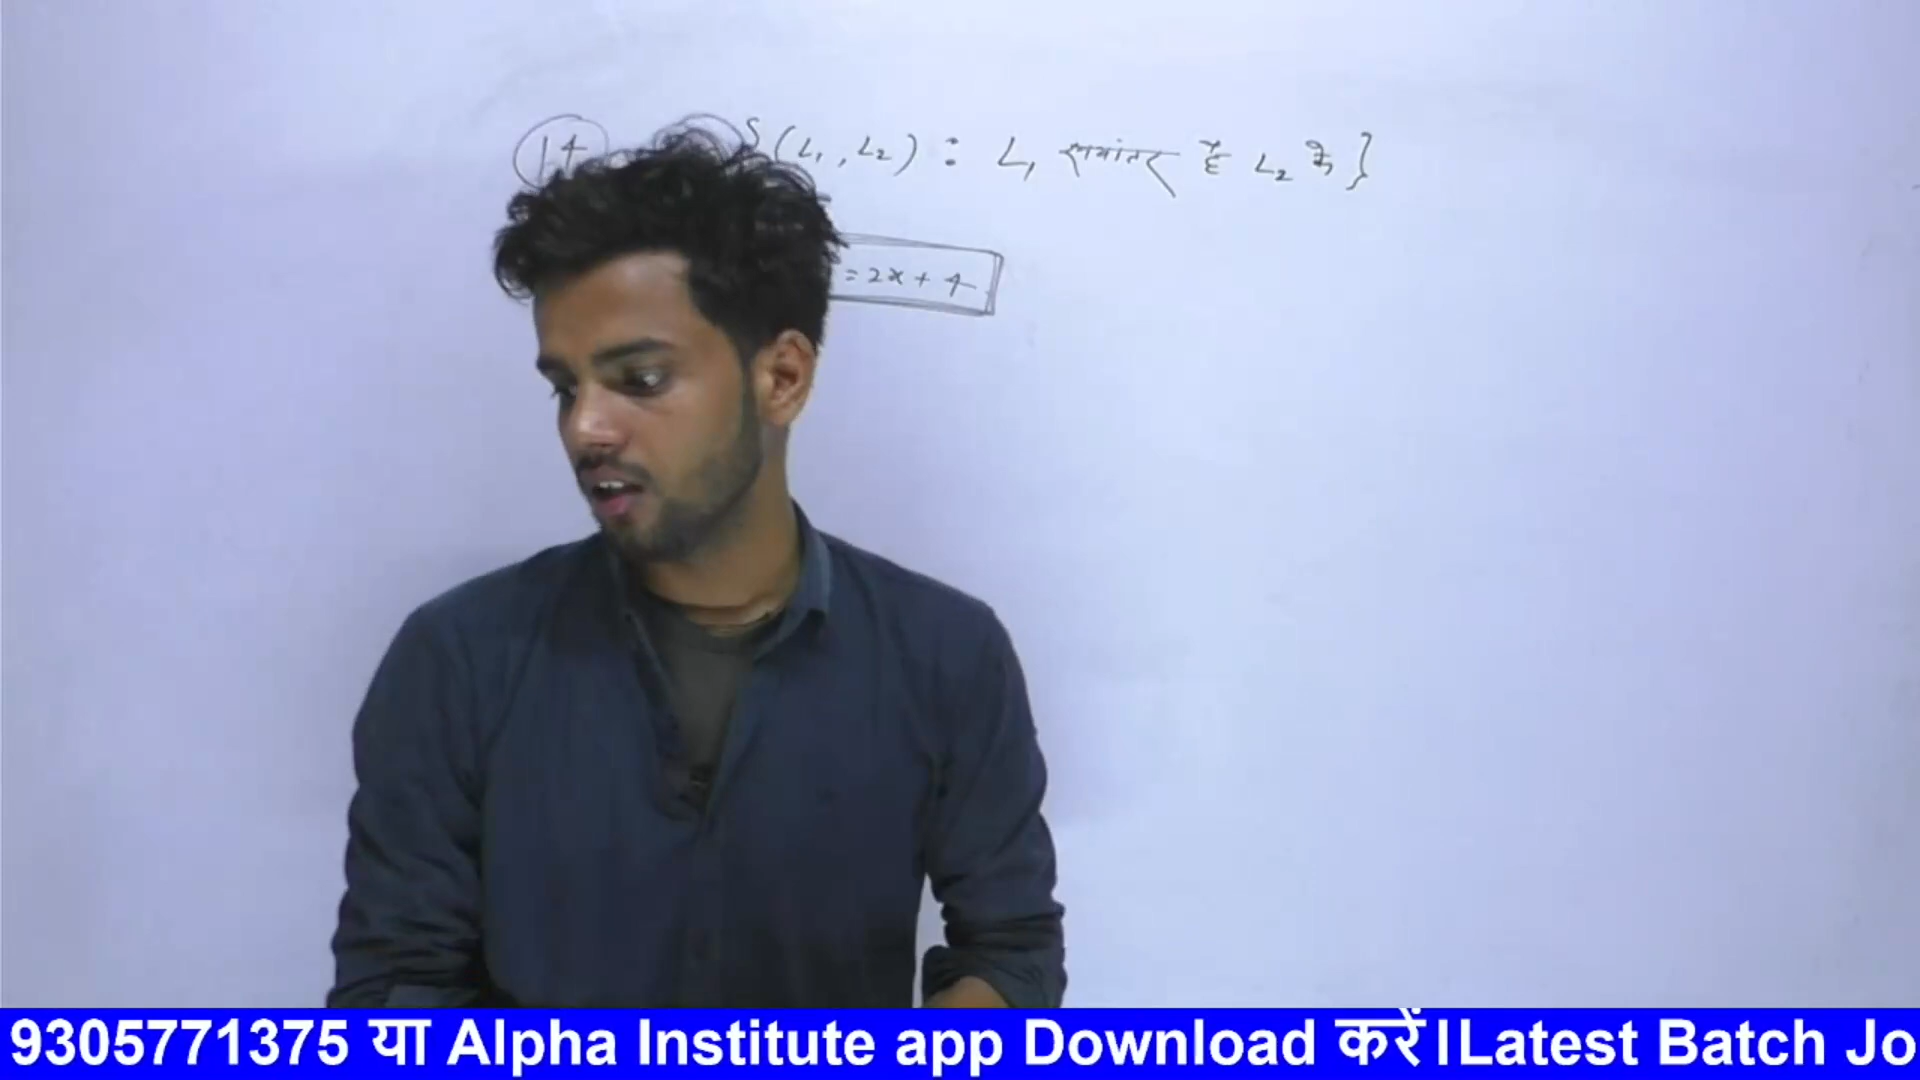 14 {(L₁, L₂) : L₁ समांतर है L₂ के}
= 2x + 4
9305771375 या Alpha Institute app Download करें।Latest Batch Jo